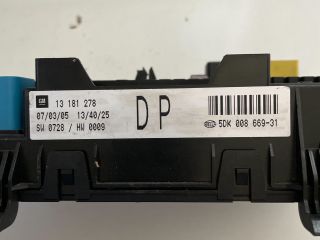 GM
13 181 278
07/03/05 13/40/25
SW 0728 / HW 0009
DP
5DK 008 669-31